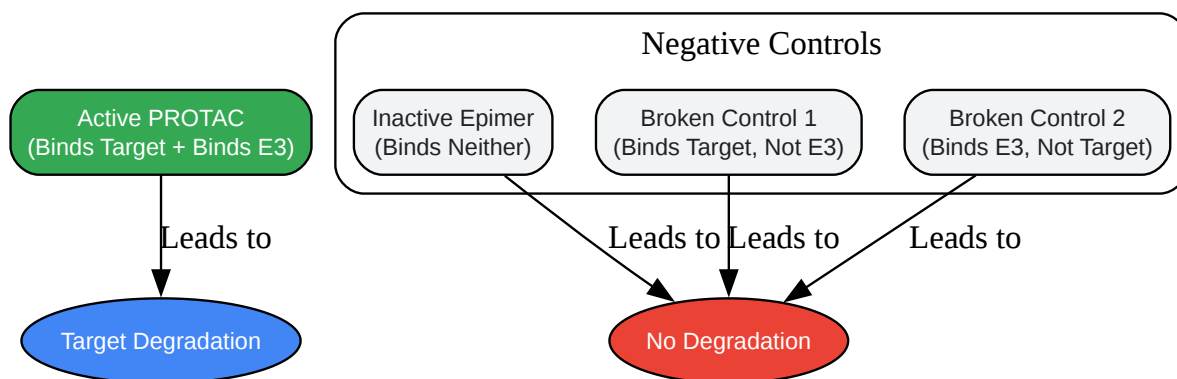 Negative Controls
Active PROTAC
(Binds Target + Binds E3)
Inactive Epimer
(Binds Neither)
Broken Control 1
(Binds Target, Not E3)
Broken Control 2
(Binds E3, Not Target)
Leads to
Leads to
Leads to
Leads to
Target Degradation
No Degradation